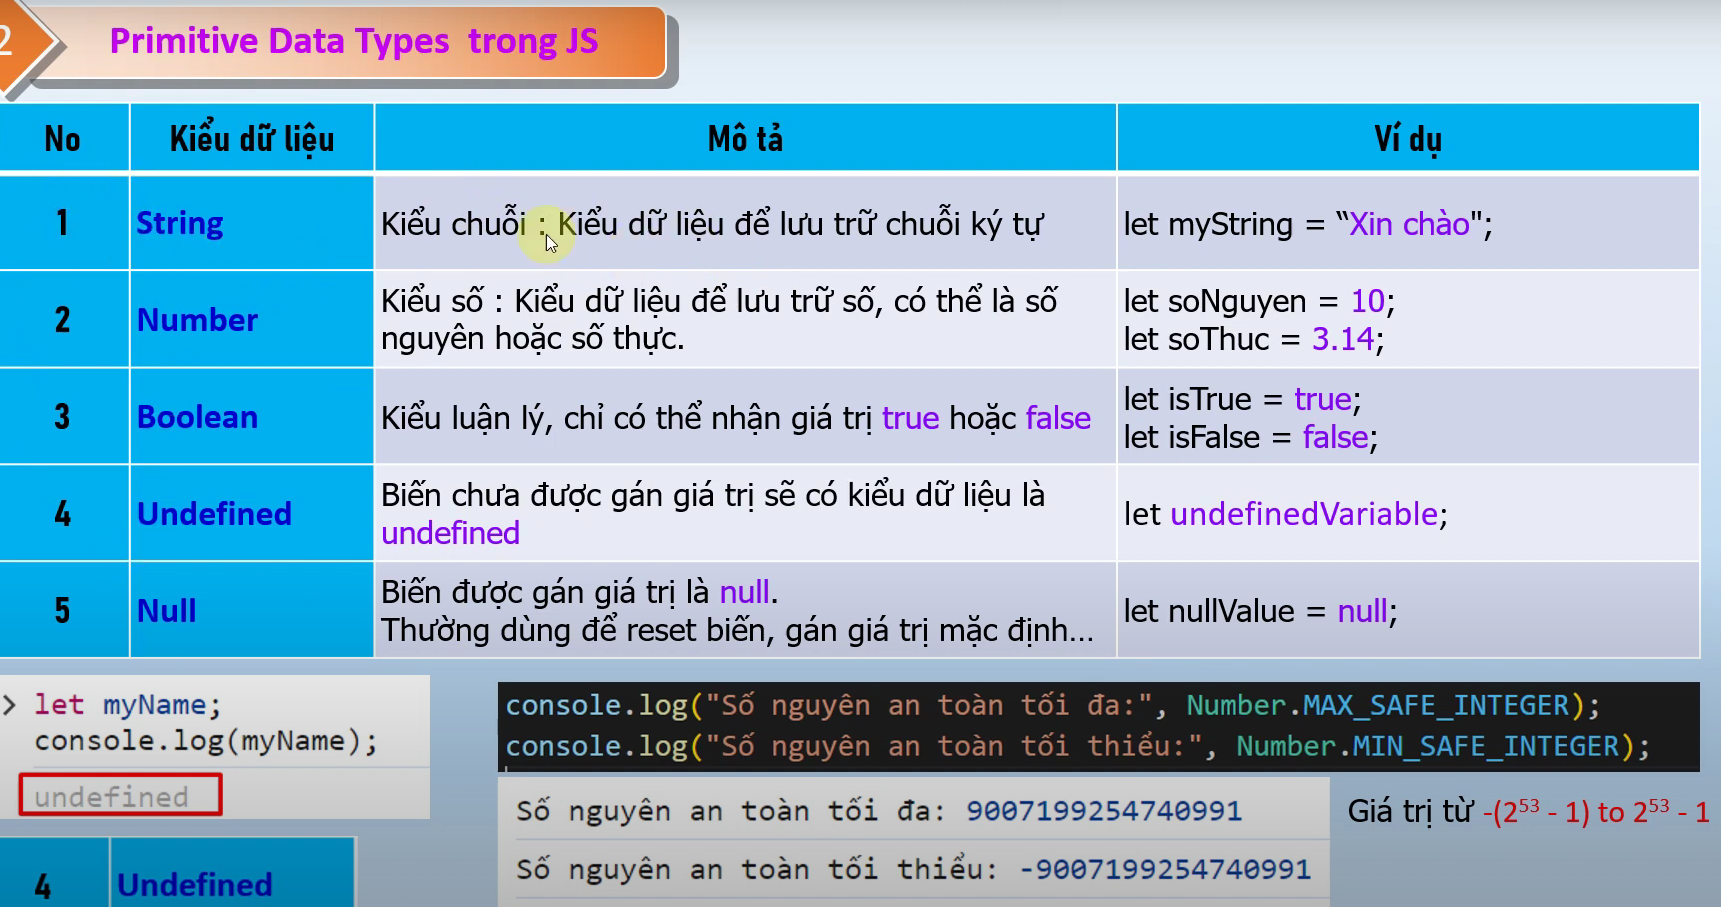 2
Primitive Data Types trong JS
No Kiểu dữ liệu Mô tả Ví dụ
1 String Kiểu chuỗi : Kiểu dữ liệu để lưu trữ chuỗi ký tự let myString = “Xin chào";
2 Number Kiểu số : Kiểu dữ liệu để lưu trữ số, có thể là số
nguyên hoặc số thực.
let soNguyen = 10;
let soThuc = 3.14;
3 Boolean Kiểu luận lý, chỉ có thể nhận giá trị true hoặc false
let isTrue = true;
let isFalse = false;
4 Undefined Biến chưa được gán giá trị sẽ có kiểu dữ liệu là
undefined
let undefinedVariable;
5 Null Biến được gán giá trị là null.
Thường dùng để reset biến, gán giá trị mặc định...
let nullValue = null;
> let myName;
console.log(myName);
undefined
4 Undefined
console.log("Số nguyên an toàn tối đa:", Number.MAX_SAFE_INTEGER);
console.log("Số nguyên an toàn tối thiểu:", Number.MIN_SAFE_INTEGER);
Số nguyên an toàn tối đa: 9007199254740991
Số nguyên an toàn tối thiểu: -9007199254740991
Giá trị từ -(2⁵³ - 1) to 2⁵³ - 1